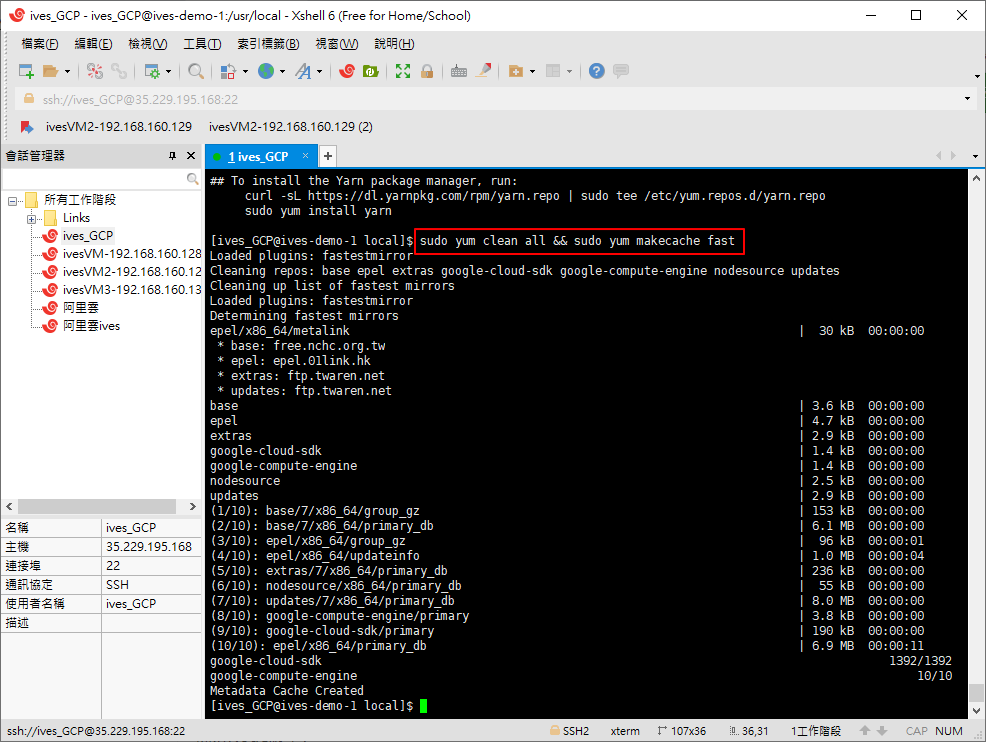 ives_GCP - ives_GCP@ives-demo-1:/usr/local - Xshell 6 (Free for Home/School)
檔案(F) 編輯(E) 檢視(V) 工具(T) 索引標籤(B) 視窗(W) 說明(H)
ssh://ives_GCP@35.229.195.168:22
ivesVM2-192.168.160.129 ivesVM2-192.168.160.129 (2)
會話管理器
1 ives_GCP
所有工作階段
Links
ives_GCP
ivesVM-192.168.160.128
ivesVM2-192.168.160.12
ivesVM3-192.168.160.13
阿里雲
阿里雲ives
名稱 ives_GCP
主機 35.229.195.168
連接埠 22
通訊協定 SSH
使用者名稱 ives_GCP
描述
## To install the Yarn package manager, run:
curl -sL https://dl.yarnpkg.com/rpm/yarn.repo | sudo tee /etc/yum.repos.d/yarn.repo
sudo yum install yarn
[ives_GCP@ives-demo-1 local]$ sudo yum clean all && sudo yum makecache fast
Loaded plugins: fastestmirror
Cleaning repos: base epel extras google-cloud-sdk google-compute-engine nodesource updates
Cleaning up list of fastest mirrors
Loaded plugins: fastestmirror
Determining fastest mirrors
epel/x86_64/metalink | 30 kB 00:00:00
* base: free.nchc.org.tw
* epel: epel.01link.hk
* extras: ftp.twaren.net
* updates: ftp.twaren.net
base | 3.6 kB 00:00:00
epel | 4.7 kB 00:00:00
extras | 2.9 kB 00:00:00
google-cloud-sdk | 1.4 kB 00:00:00
google-compute-engine | 1.4 kB 00:00:00
nodesource | 2.5 kB 00:00:00
updates | 2.9 kB 00:00:00
(1/10): base/7/x86_64/group_gz | 153 kB 00:00:00
(2/10): base/7/x86_64/primary_db | 6.1 MB 00:00:00
(3/10): epel/x86_64/group_gz | 96 kB 00:00:01
(4/10): epel/x86_64/updateinfo | 1.0 MB 00:00:04
(5/10): extras/7/x86_64/primary_db | 236 kB 00:00:00
(6/10): nodesource/x86_64/primary_db | 55 kB 00:00:00
(7/10): updates/7/x86_64/primary_db | 8.0 MB 00:00:00
(8/10): google-compute-engine/primary | 3.8 kB 00:00:00
(9/10): google-cloud-sdk/primary | 190 kB 00:00:00
(10/10): epel/x86_64/primary_db | 6.9 MB 00:00:11
google-cloud-sdk 1392/1392
google-compute-engine 10/10
Metadata Cache Created
[ives_GCP@ives-demo-1 local]$
ssh://ives_GCP@35.229.195.168:22 SSH2 xterm 107x36 36,31 1工作階段 CAP NUM